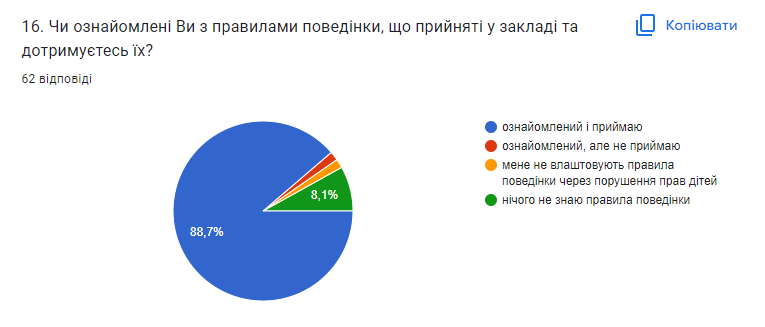 16. Чи ознайомлені Ви з правилами поведінки, що прийняті у закладі та
дотримуєтесь їх?
Копіювати
62 відповіді
ознайомлений і приймаю
ознайомлений, але не приймаю
мене не влаштовують правила
поведінки через порушення прав дітей
нічого не знаю правила поведінки
8,1%
88,7%